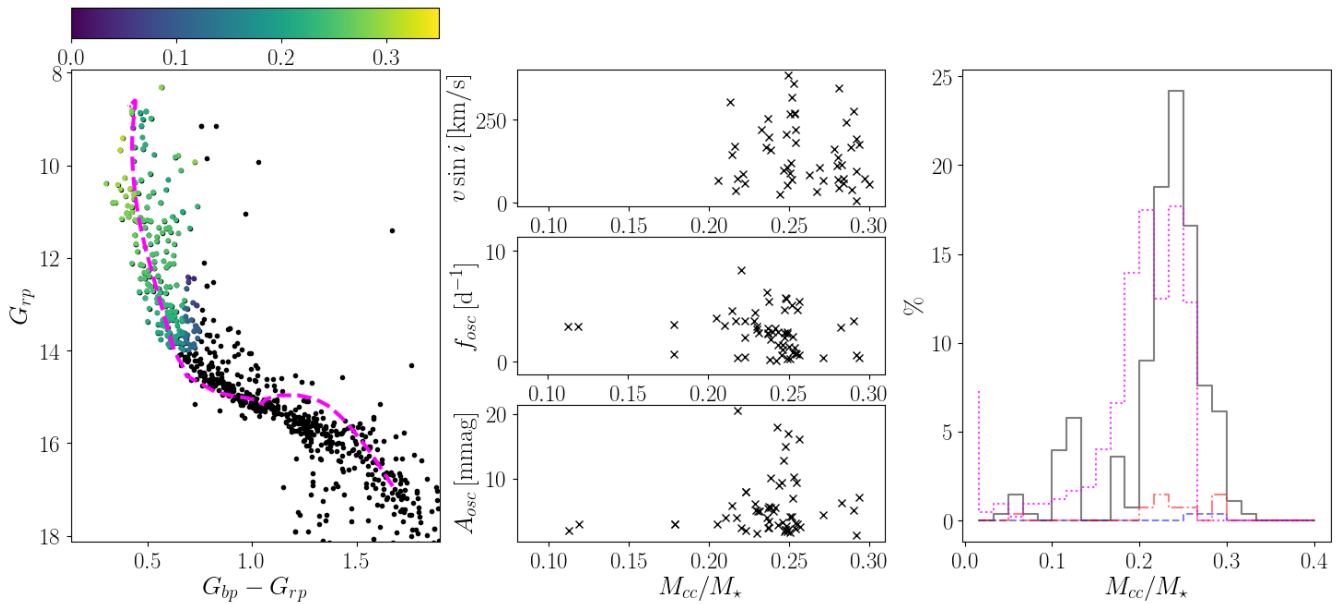 0.0 0.1 0.2 0.3
8
10
12
14
16
18
G_{rp}
0.5 1.0 1.5
G_{bp} − G_{rp}
250
0
v sin i [km/s]
0.10 0.15 0.20 0.25 0.30
10
0
f_{osc} [d^{−1}]
0.10 0.15 0.20 0.25 0.30
20
10
A_{osc} [mmag]
0.10 0.15 0.20 0.25 0.30
M_{cc}/M_⋆
25
20
15
10
5
0
%
0.0 0.1 0.2 0.3 0.4
M_{cc}/M_⋆